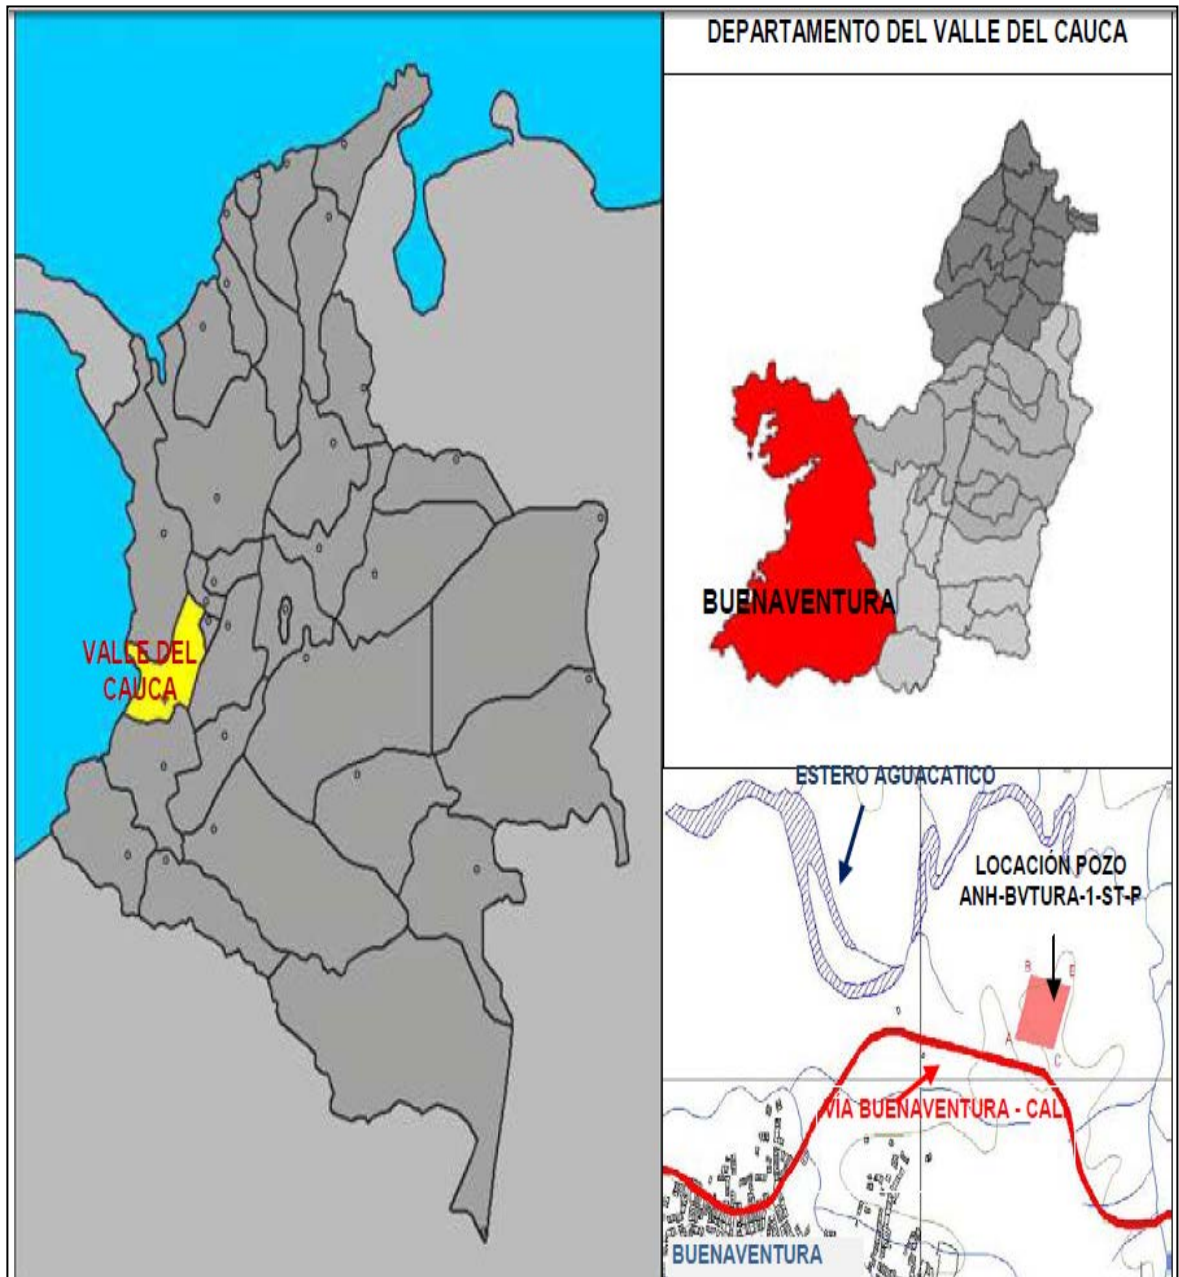 VALLE DEL
CAUCA
DEPARTAMENTO DEL VALLE DEL CAUCA
BUENAVENTURA
ESTERO AGUACATICO
LOCACIÓN POZO
ANH-BVTURA-1-ST-P
B
E
A
C
VÍA BUENAVENTURA - CALI
BUENAVENTURA